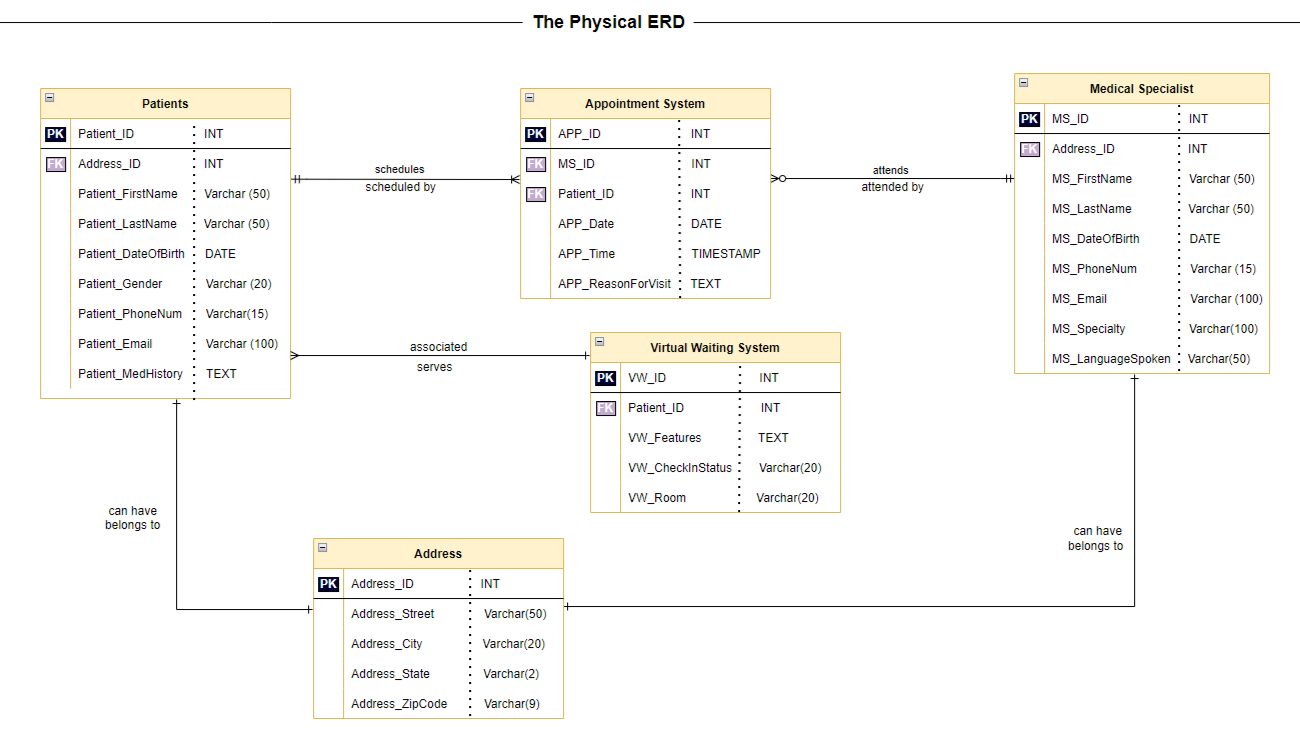 The Physical ERD
Patients
PK Patient_ID INT
FK Address_ID INT
Patient_FirstName Varchar (50)
Patient_LastName Varchar (50)
Patient_DateOfBirth DATE
Patient_Gender Varchar (20)
Patient_PhoneNum Varchar(15)
Patient_Email Varchar (100)
Patient_MedHistory TEXT
schedules
scheduled by
Appointment System
PK APP_ID INT
FK MS_ID INT
FK Patient_ID INT
APP_Date DATE
APP_Time TIMESTAMP
APP_ReasonForVisit TEXT
attends
attended by
Medical Specialist
PK MS_ID INT
FK Address_ID INT
MS_FirstName Varchar (50)
MS_LastName Varchar (50)
MS_DateOfBirth DATE
MS_PhoneNum Varchar (15)
MS_Email Varchar (100)
MS_Specialty Varchar(100)
MS_LanguageSpoken Varchar(50)
associated
serves
Virtual Waiting System
PK VW_ID INT
FK Patient_ID INT
VW_Features TEXT
VW_CheckInStatus Varchar(20)
VW_Room Varchar(20)
can have
belongs to
Address
PK Address_ID INT
Address_Street Varchar(50)
Address_City Varchar(20)
Address_State Varchar(2)
Address_ZipCode Varchar(9)
can have
belongs to